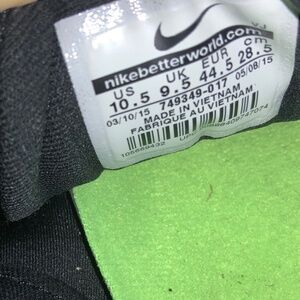 nikebetterworld.com
US UK EUR cm
10.5 9.5 44.5 28.5
03/10/15 749349-017 05/08/15
MADE IN VIETNAM
FABRIQUE AU VIETNAM